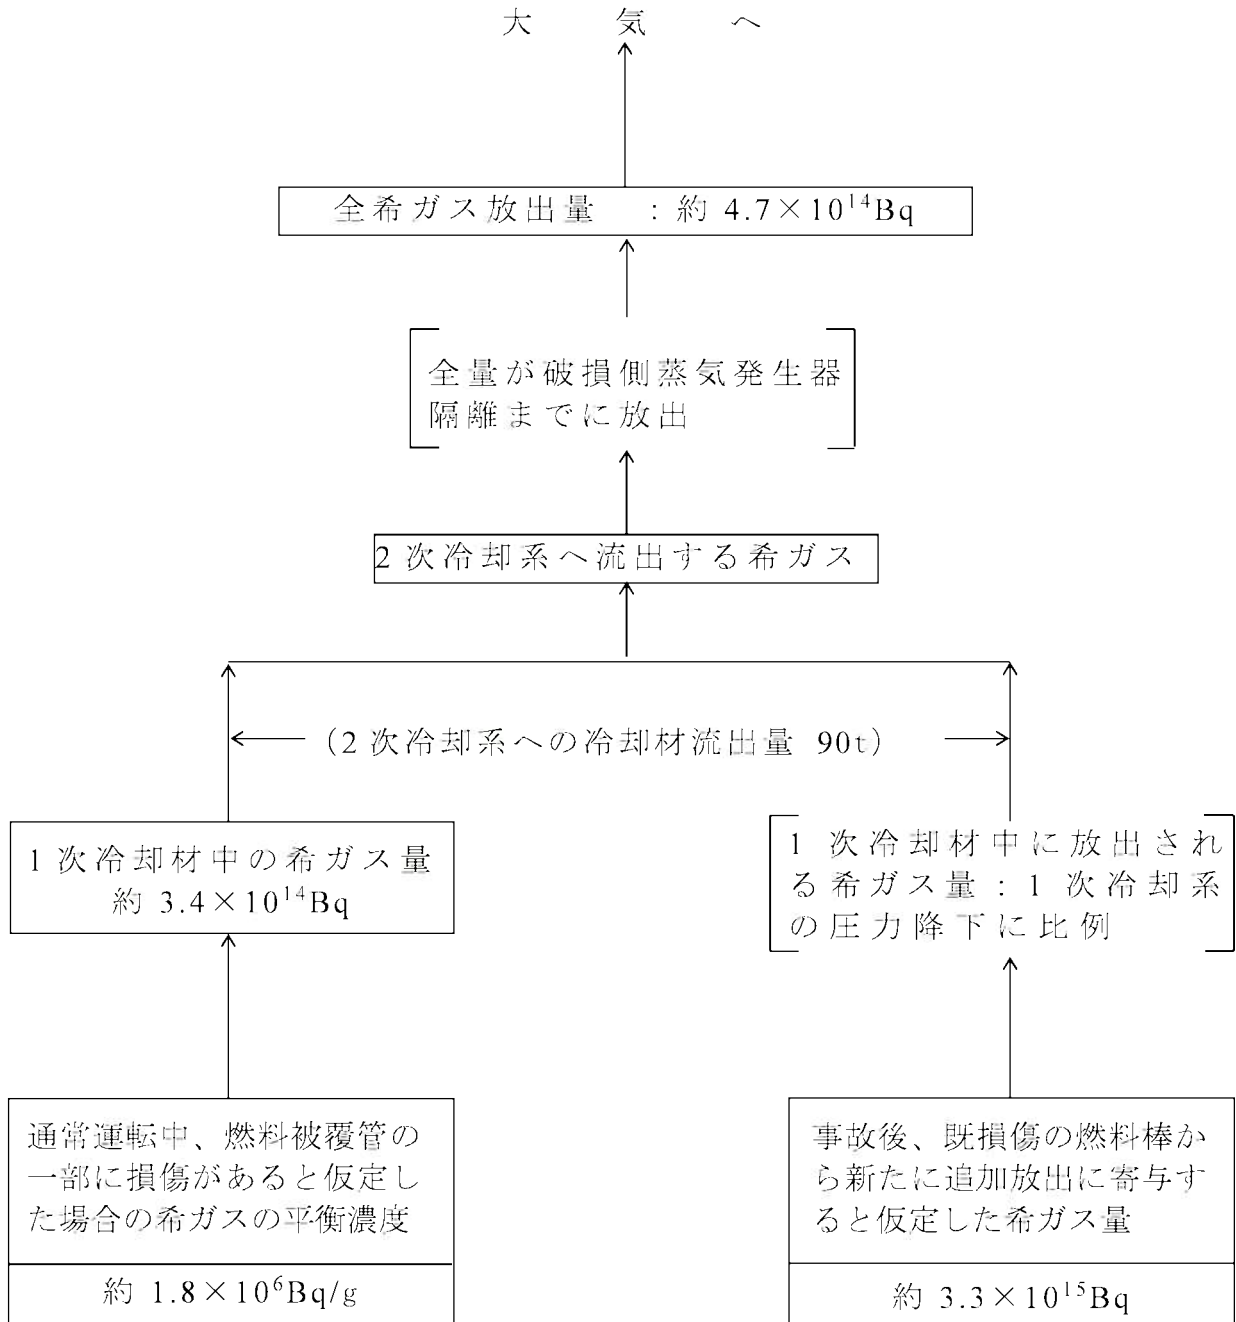 大気へ
全希ガス放出量 : 約 4.7×10¹⁴Bq
全量が破損側蒸気発生器
隔離までに放出
2次冷却系へ流出する希ガス
(2次冷却系への冷却材流出量 90t)
1次冷却材中の希ガス量
約 3.4×10¹⁴Bq
1次冷却材中に放出され
る希ガス量:1次冷却系
の圧力降下に比例
通常運転中、燃料被覆管の
一部に損傷があると仮定し
た場合の希ガスの平衡濃度
約 1.8×10⁶Bq/g
事故後、既損傷の燃料棒か
ら新たに追加放出に寄与す
ると仮定した希ガス量
約 3.3×10¹⁵Bq